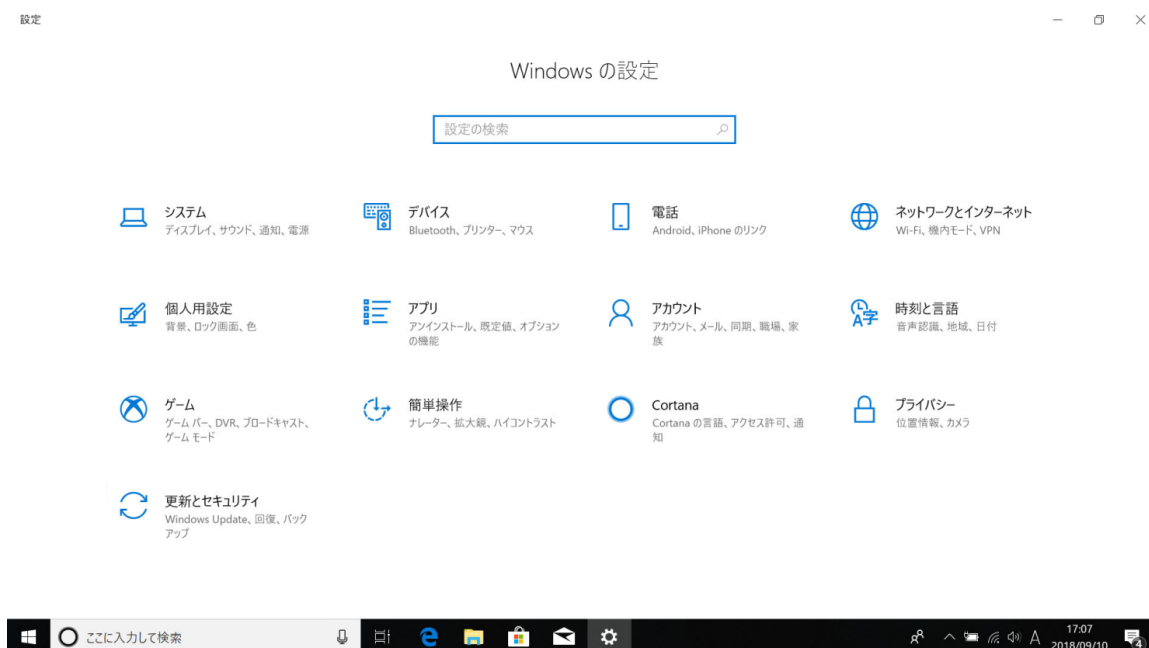 設定
Windows の設定
設定の検索
システム
ディスプレイ、サウンド、通知、電源
デバイス
Bluetooth、プリンター、マウス
電話
Android、iPhone のリンク
ネットワークとインターネット
Wi-Fi、機内モード、VPN
個人用設定
背景、ロック画面、色
アプリ
アンインストール、既定値、オプション
の機能
アカウント
アカウント、メール、同期、職場、家
族
時刻と言語
音声認識、地域、日付
ゲーム
ゲーム バー、DVR、ブロードキャスト、
ゲーム モード
簡単操作
ナレーター、拡大鏡、ハイコントラスト
Cortana
Cortana の言語、アクセス許可、通
知
プライバシー
位置情報、カメラ
更新とセキュリティ
Windows Update、回復、バック
アップ
ここに入力して検索
A
17:07
2018/09/10
4